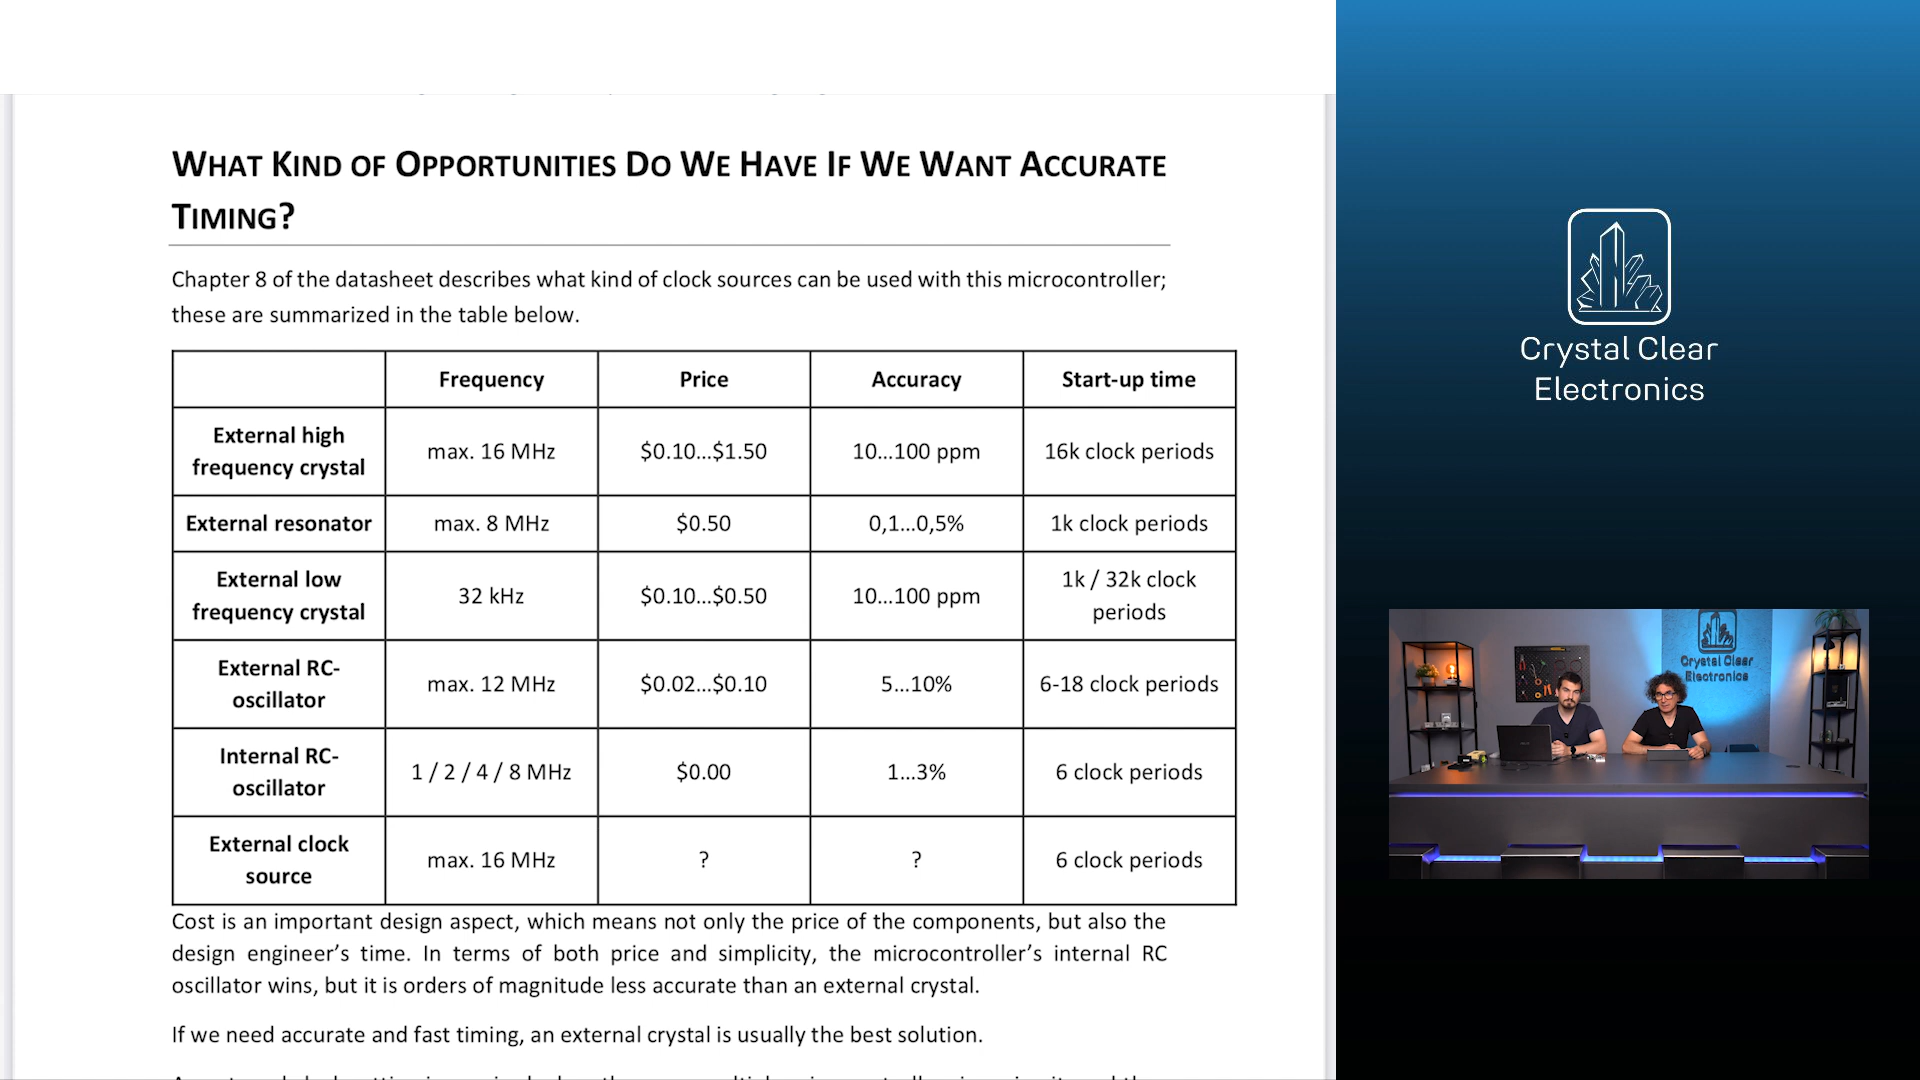 WHAT KIND OF OPPORTUNITIES DO WE HAVE IF WE WANT ACCURATE
TIMING?
Chapter 8 of the datasheet describes what kind of clock sources can be used with this microcontroller;
these are summarized in the table below.
Frequency Price Accuracy Start-up time
External high
frequency crystal max. 16 MHz $0.10...$1.50 10...100 ppm 16k clock periods
External resonator max. 8 MHz $0.50 0,1...0,5% 1k clock periods
External low
frequency crystal 32 kHz $0.10...$0.50 10...100 ppm 1k / 32k clock
periods
External RC-
oscillator max. 12 MHz $0.02...$0.10 5...10% 6-18 clock periods
Internal RC-
oscillator 1 / 2 / 4 / 8 MHz $0.00 1...3% 6 clock periods
External clock
source max. 16 MHz ? ? 6 clock periods
Cost is an important design aspect, which means not only the price of the components, but also the
design engineer's time. In terms of both price and simplicity, the microcontroller's internal RC
oscillator wins, but it is orders of magnitude less accurate than an external crystal.
If we need accurate and fast timing, an external crystal is usually the best solution.
Crystal Clear
Electronics
Crystal Clear
Electronics